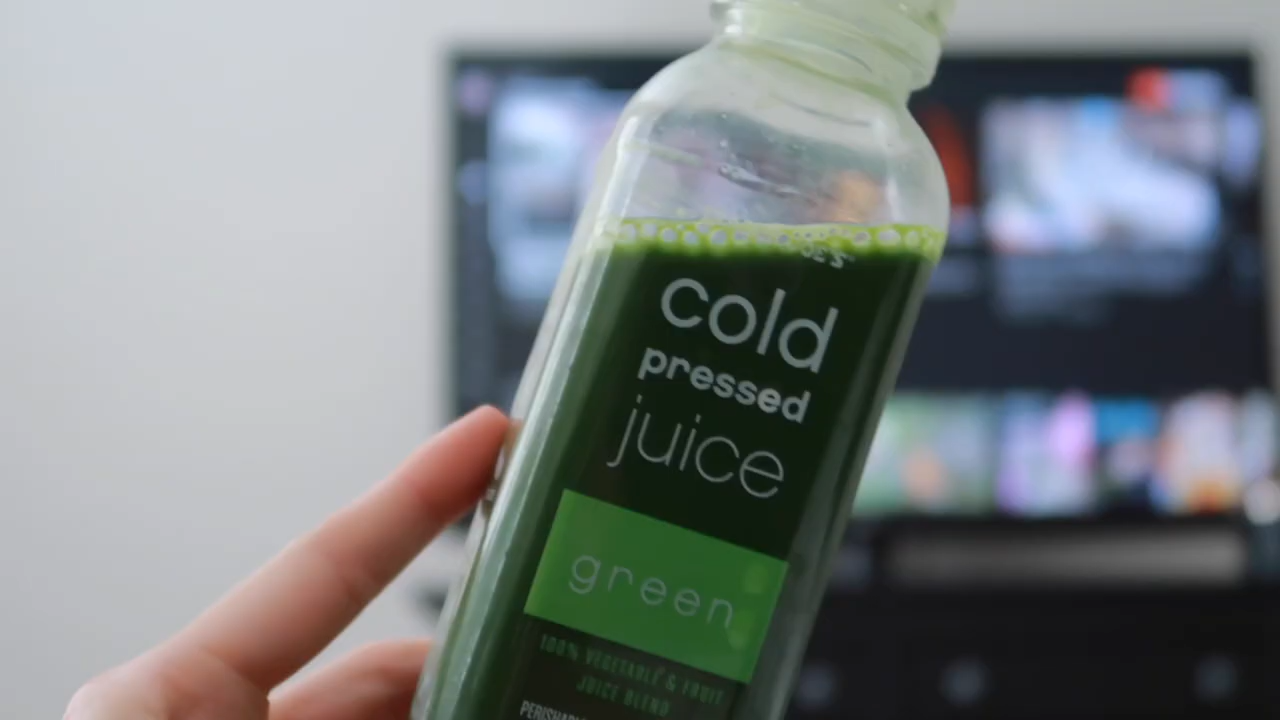 cold
pressed
juice
green
100% VEGETABLE & FRUIT
JUICE BLEND